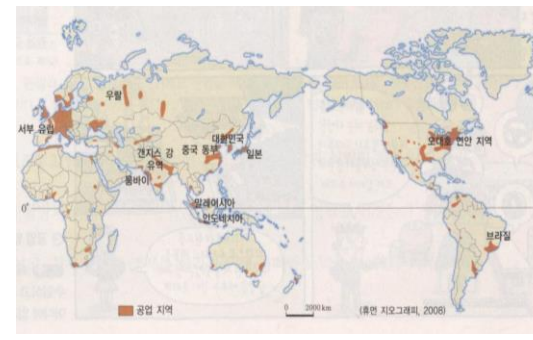 우랄
서부 유럽
대한민국
오대호 연안 지역
갠지스 강
유역
중국 동부
일본
뭄바이
말레이시아
인도네시아
0°
브라질
공업 지역
0 2000 km
(휴먼 지오그래피, 2008)